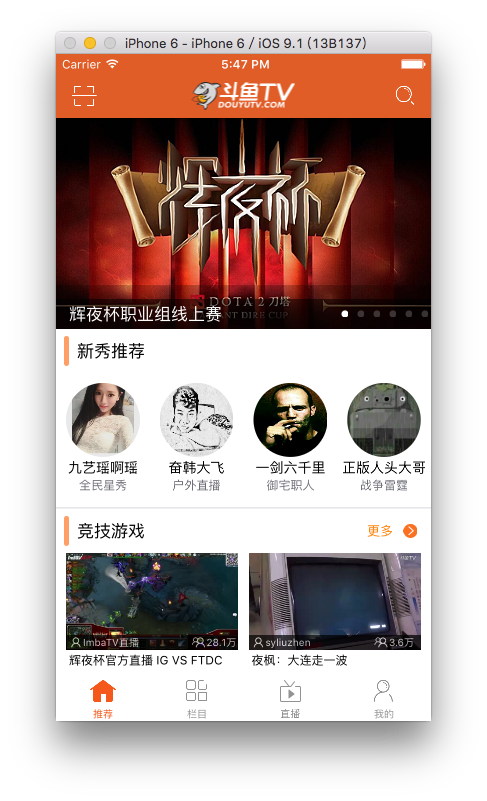 iPhone 6 - iPhone 6 / iOS 9.1 (13B137)
Carrier 5:47 PM
斗鱼TV
DOUYUTV.COM
辉夜杯
DOTA 2 刀塔
辉夜杯职业组线上赛
新秀推荐
九艺瑶啊瑶 奋韩大飞 一剑六千里 正版人头大哥
全民星秀 户外直播 御宅职人 战争雷霆
竞技游戏 更多
ImbaTV直播 28.1万 syliuzhen 3.6万
辉夜杯官方直播 IG VS FTDC 夜枫：大连走一波
推荐 栏目 直播 我的